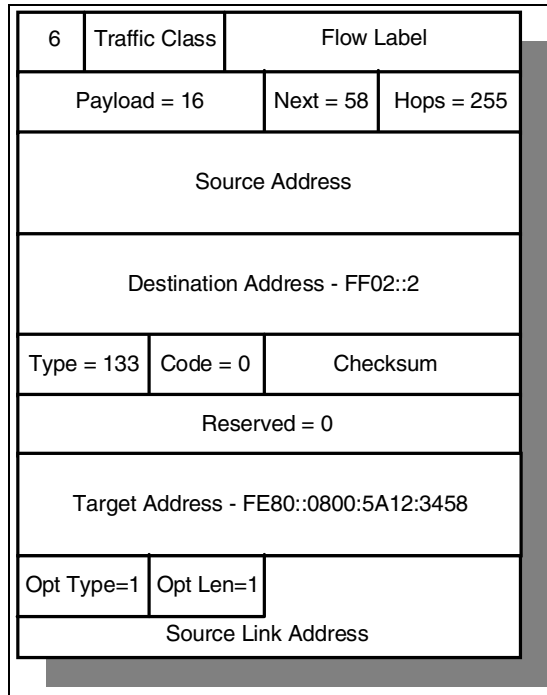 6 Traffic Class Flow Label
Payload = 16 Next = 58 Hops = 255
Source Address
Destination Address - FF02::2
Type = 133 Code = 0 Checksum
Reserved = 0
Target Address - FE80::0800:5A12:3458
Opt Type=1 Opt Len=1
Source Link Address